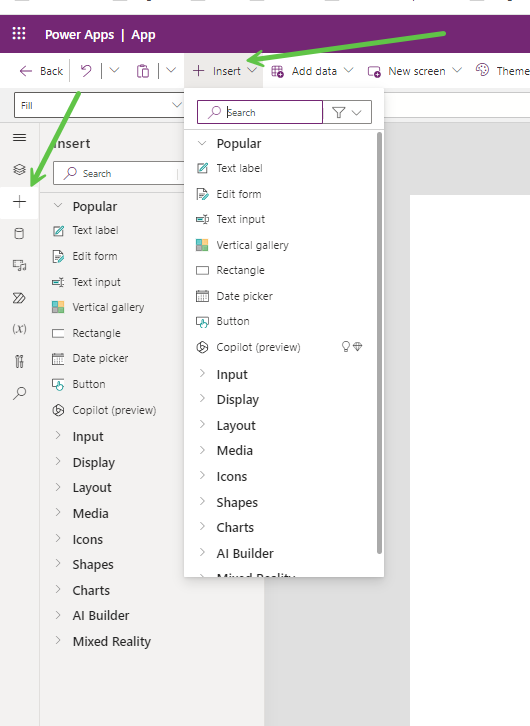 Power Apps | App
Back
Insert
Add data
New screen
Theme
Fill
Insert
Search
Popular
Text label
Edit form
Text input
Vertical gallery
Rectangle
Date picker
Button
Copilot (preview)
Input
Display
Layout
Media
Icons
Shapes
Charts
AI Builder
Mixed Reality
Search
Popular
Text label
Edit form
Text input
Vertical gallery
Rectangle
Date picker
Button
Copilot (preview)
Input
Display
Layout
Media
Icons
Shapes
Charts
AI Builder
Mixed Reality
(x)